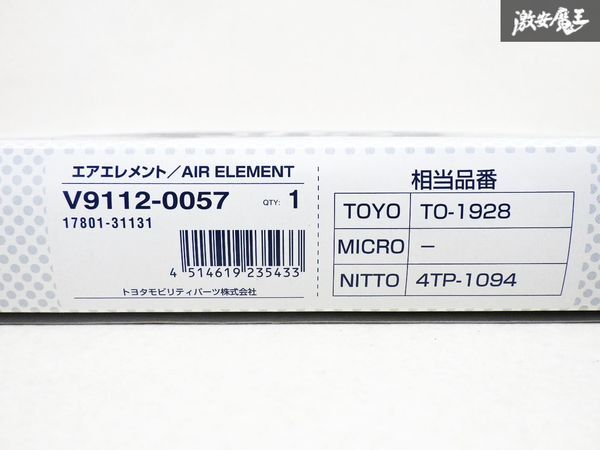 激安魔王
エアエレメント／AIR ELEMENT
V9112-0057 QTY: 1
17801-31131
4 514619 235433
トヨタモビリティパーツ株式会社
相当品番
TOYO TO-1928
MICRO －
NITTO 4TP-1094